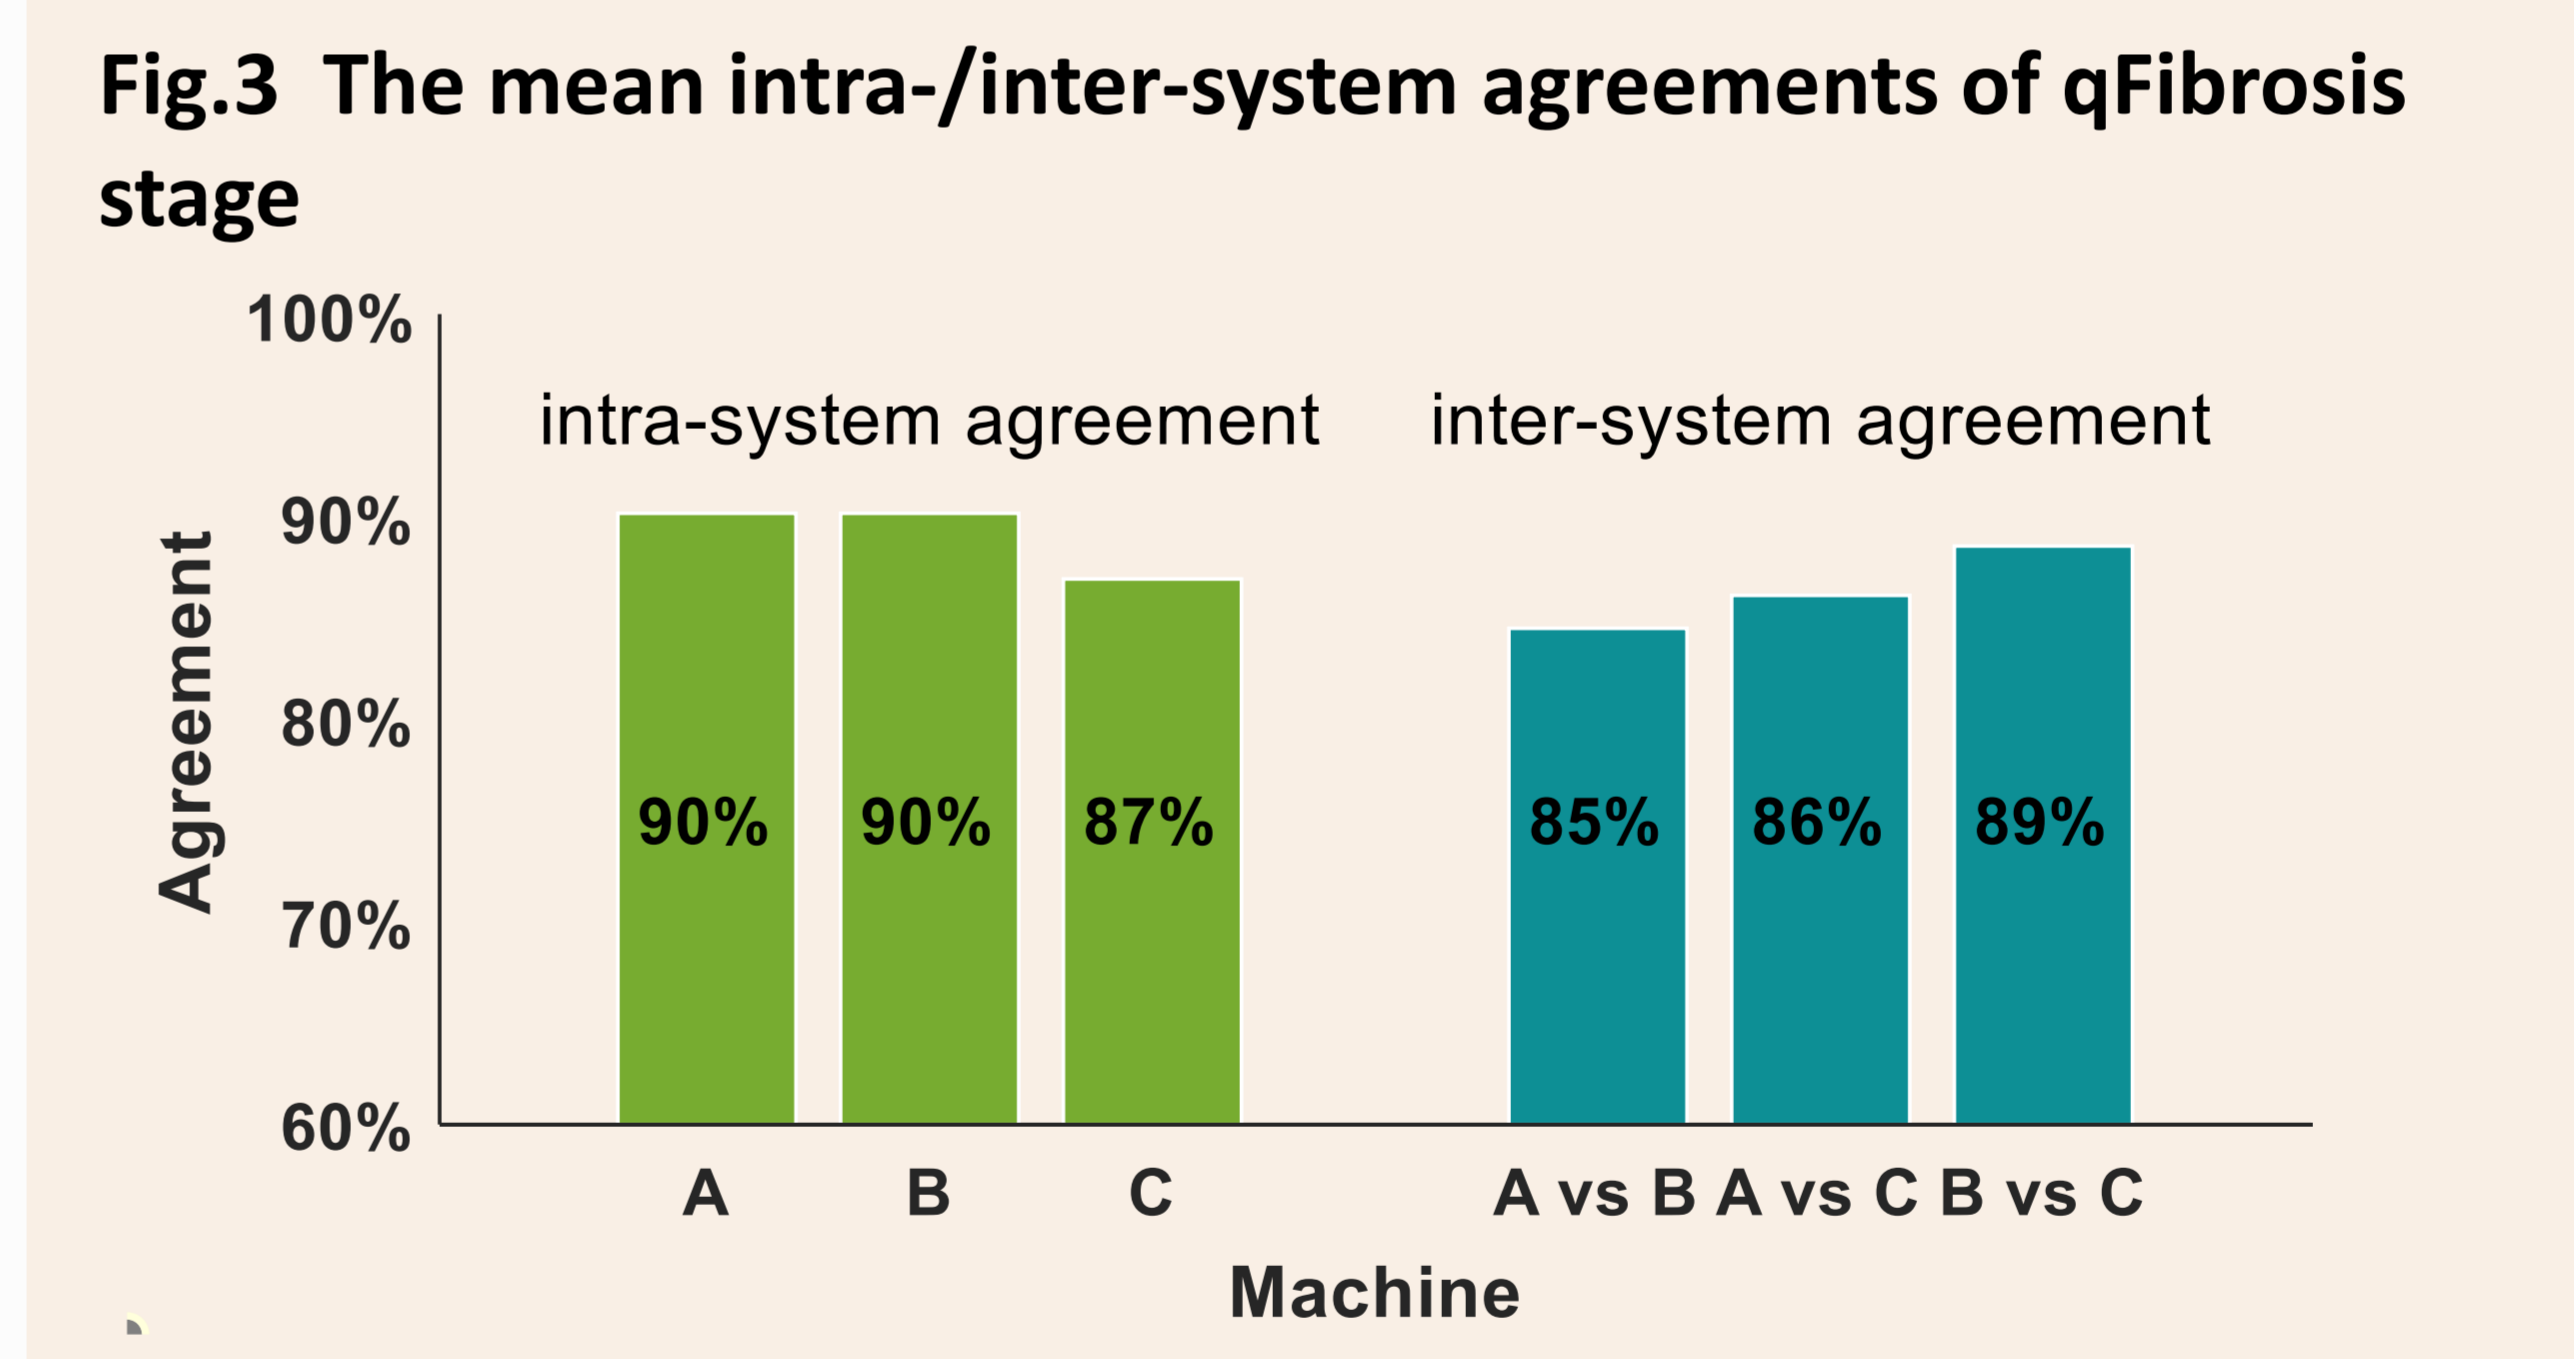 Fig.3  The mean intra-/inter-system agreements of qFibrosis
stage
100%
90%
80%
70%
60%
Agreement
intra-system agreement
inter-system agreement
90%
90%
87%
85%
86%
89%
A
B
C
A vs B
A vs C
B vs C
Machine